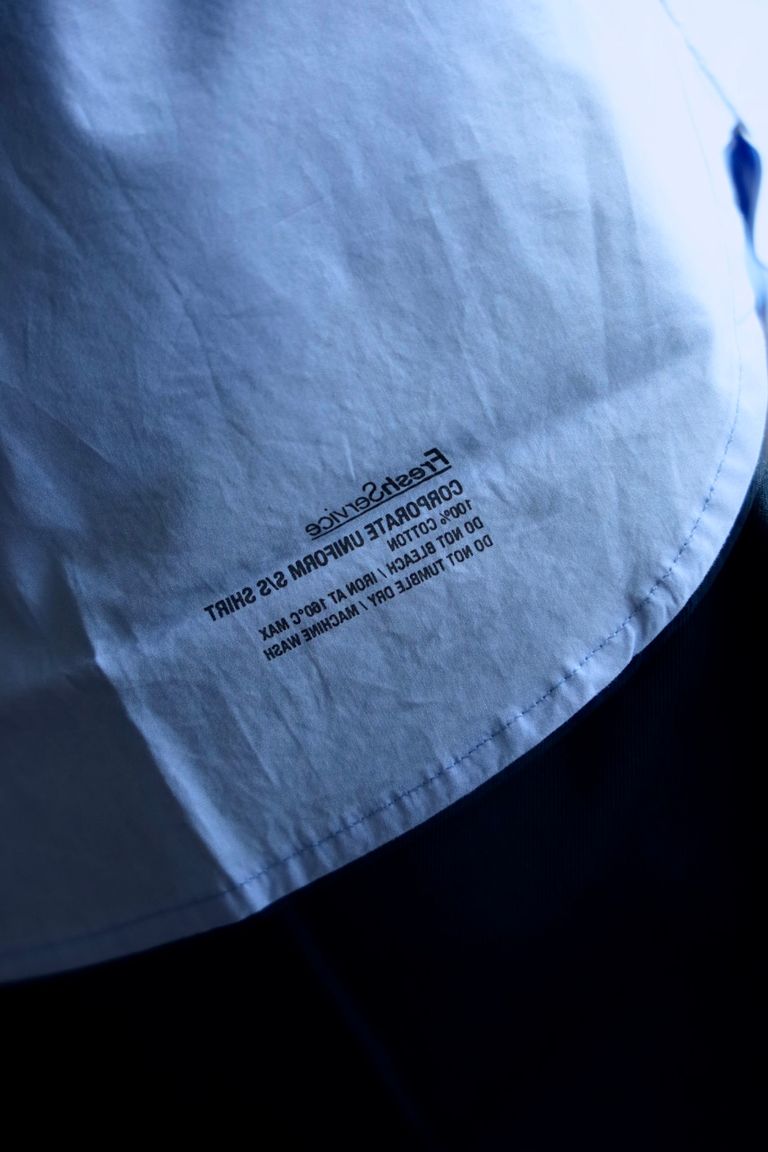 FreshService
CORPORATE UNIFORM S/S SHIRT
100% COTTON
DO NOT BLEACH / IRON AT 160°C MAX
DO NOT TUMBLE DRY / MACHINE WASH